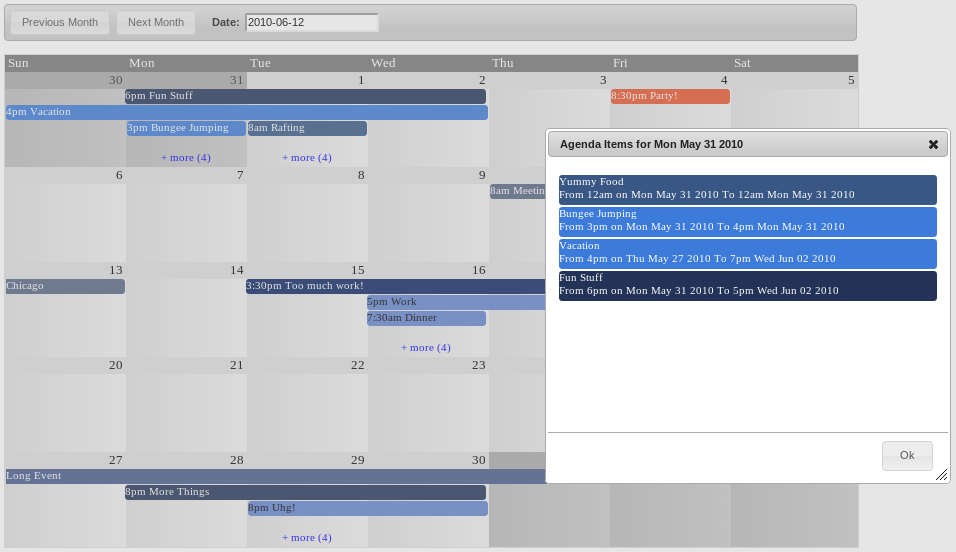 Previous Month Next Month Date: 2010-06-12
Sun Mon Tue Wed Thu Fri Sat
30 31 1 2 3 4 5
6pm Fun Stuff 8:30pm Party!
4pm Vacation
3pm Bungee Jumping 8am Rafting
+ more (4) + more (4)
6 7 8 9
8am Meetin
13 14 15 16
Chicago 3:30pm Too much work!
5pm Work
7:30am Dinner
+ more (4)
20 21 22 23
27 28 29 30
Long Event
8pm More Things
8pm Uhg!
+ more (4)
Agenda Items for Mon May 31 2010
Yummy Food
From 12am on Mon May 31 2010 To 12am Mon May 31 2010
Bungee Jumping
From 3pm on Mon May 31 2010 To 4pm Mon May 31 2010
Vacation
From 4pm on Thu May 27 2010 To 7pm Wed Jun 02 2010
Fun Stuff
From 6pm on Mon May 31 2010 To 5pm Wed Jun 02 2010
Ok